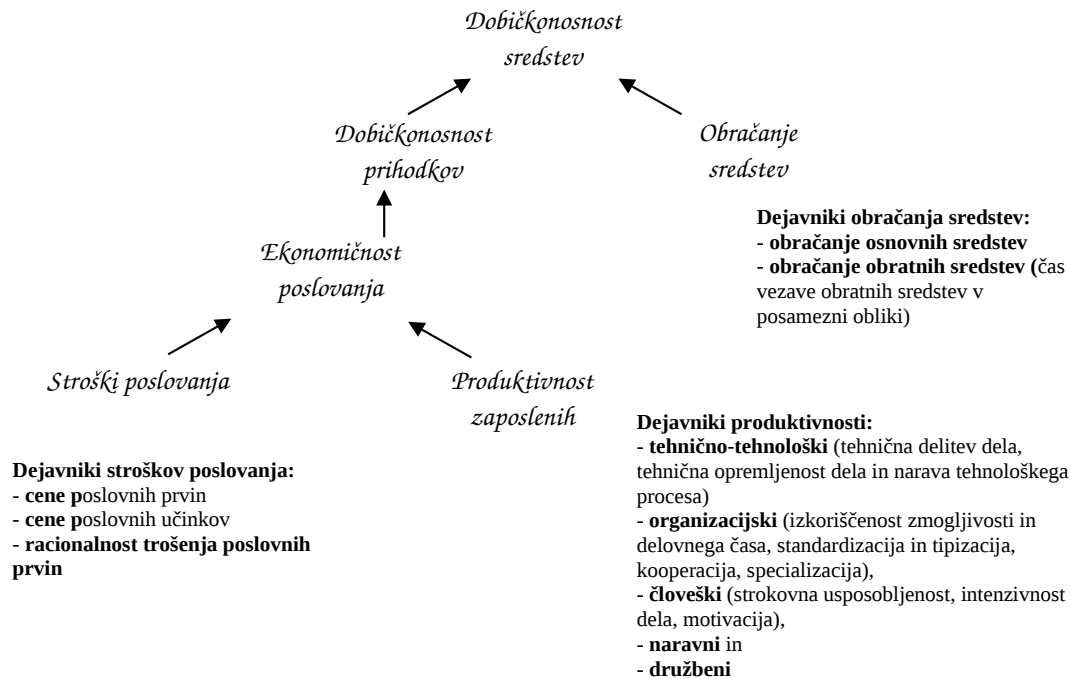 Dobičkonosnost
sredstev
Dobičkonosnost
prihodkov
Obračanje
sredstev
Dejavniki obračanja sredstev:
- obračanje osnovnih sredstev
- obračanje obratnih sredstev (čas
vezave obratnih sredstev v
posamezni obliki)
Ekonomičnost
poslovanja
Stroški poslovanja
Produktivnost
zaposlenih
Dejavniki stroškov poslovanja:
- cene poslovnih prvin
- cene poslovnih učinkov
- racionalnost trošenja poslovnih
prvin
Dejavniki produktivnosti:
- tehnično-tehnološki (tehnična delitev dela,
tehnična opremljenost dela in narava tehnološkega
procesa)
- organizacijski (izkoriščenost zmogljivosti in
delovnega časa, standardizacija in tipizacija,
kooperacija, specializacija),
- človeški (strokovna usposobljenost, intenzivnost
dela, motivacija),
- naravni in
- družbeni